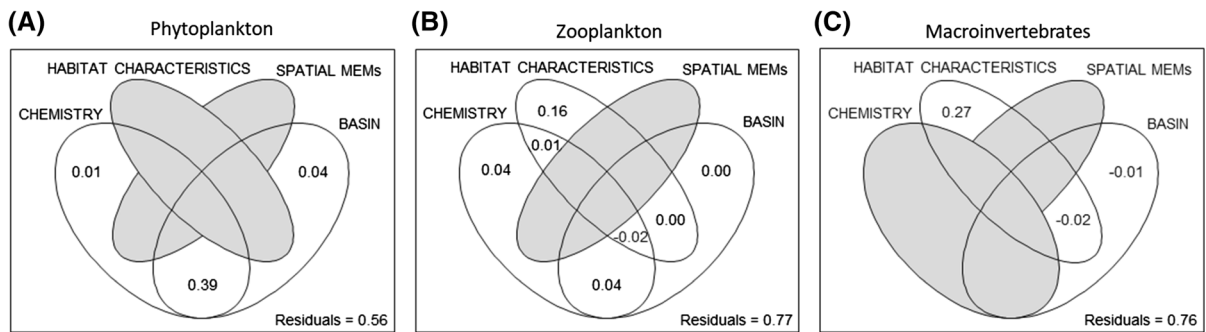 (A) Phytoplankton
HABITAT CHARACTERISTICS
SPATIAL MEMs
CHEMISTRY
BASIN
0.01
0.04
0.39
Residuals = 0.56
(B) Zooplankton
HABITAT CHARACTERISTICS
SPATIAL MEMs
CHEMISTRY
BASIN
0.16
0.01
0.04
0.00
0.00
-0.02
0.04
Residuals = 0.77
(C) Macroinvertebrates
HABITAT CHARACTERISTICS
SPATIAL MEMs
CHEMISTRY
BASIN
0.27
-0.01
-0.02
Residuals = 0.76